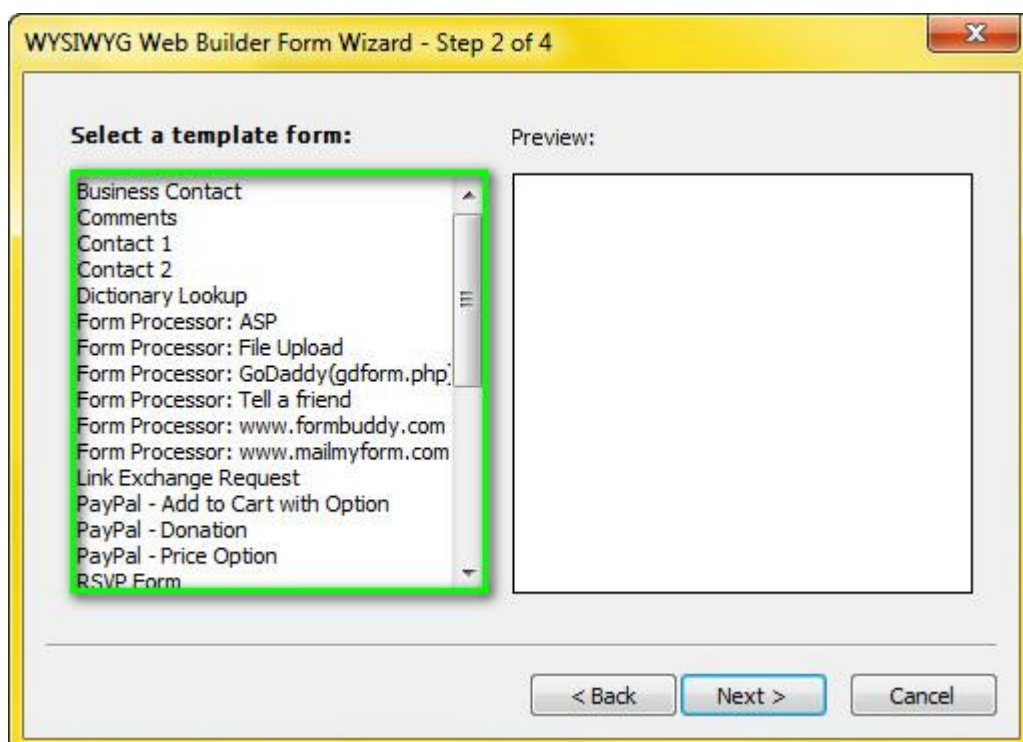 WYSIWYG Web Builder Form Wizard - Step 2 of 4
Select a template form:
Preview:
Business Contact
Comments
Contact 1
Contact 2
Dictionary Lookup
Form Processor: ASP
Form Processor: File Upload
Form Processor: GoDaddy(gdform.php)
Form Processor: Tell a friend
Form Processor: www.formbuddy.com
Form Processor: www.mailmyform.com
Link Exchange Request
PayPal - Add to Cart with Option
PayPal - Donation
PayPal - Price Option
RSVP Form
< Back
Next >
Cancel